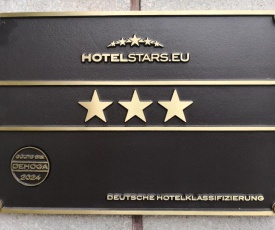 HOTELSTARS.EU
DEHOGA
2024
DEUTSCHE HOTELKLASSIFIZIERUNG